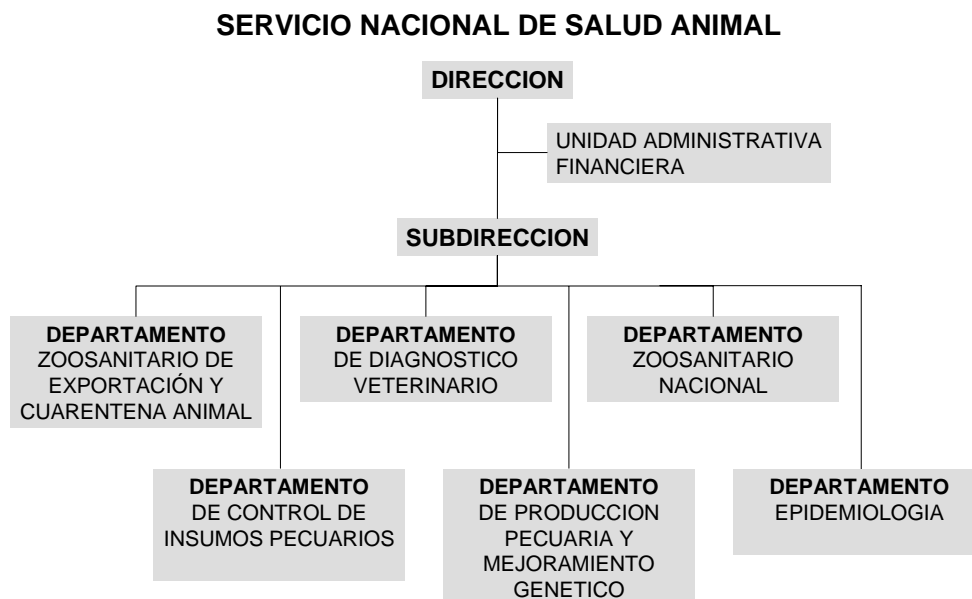 SERVICIO NACIONAL DE SALUD ANIMAL
DIRECCION
UNIDAD ADMINISTRATIVA
FINANCIERA
SUBDIRECCION
DEPARTAMENTO
ZOOSANITARIO DE
EXPORTACIÓN Y
CUARENTENA ANIMAL
DEPARTAMENTO
DE DIAGNOSTICO
VETERINARIO
DEPARTAMENTO
ZOOSANITARIO
NACIONAL
DEPARTAMENTO
DE CONTROL DE
INSUMOS PECUARIOS
DEPARTAMENTO
DE PRODUCCION
PECUARIA Y
MEJORAMIENTO
GENETICO
DEPARTAMENTO
EPIDEMIOLOGIA